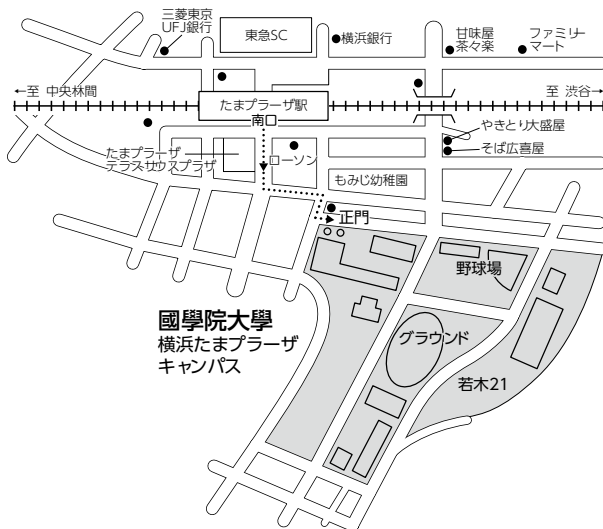 三菱東京
UFJ銀行
東急SC
横浜銀行
甘味屋
茶々楽
ファミリー
マート
←至 中央林間
至 渋谷→
たまプラーザ駅
南口
やきとり大盛屋
そば広喜屋
たまプラーザ
テラスサウスプラザ
ローソン
もみじ幼稚園
正門
野球場
國學院大學
横浜たまプラーザ
キャンパス
グラウンド
若木21